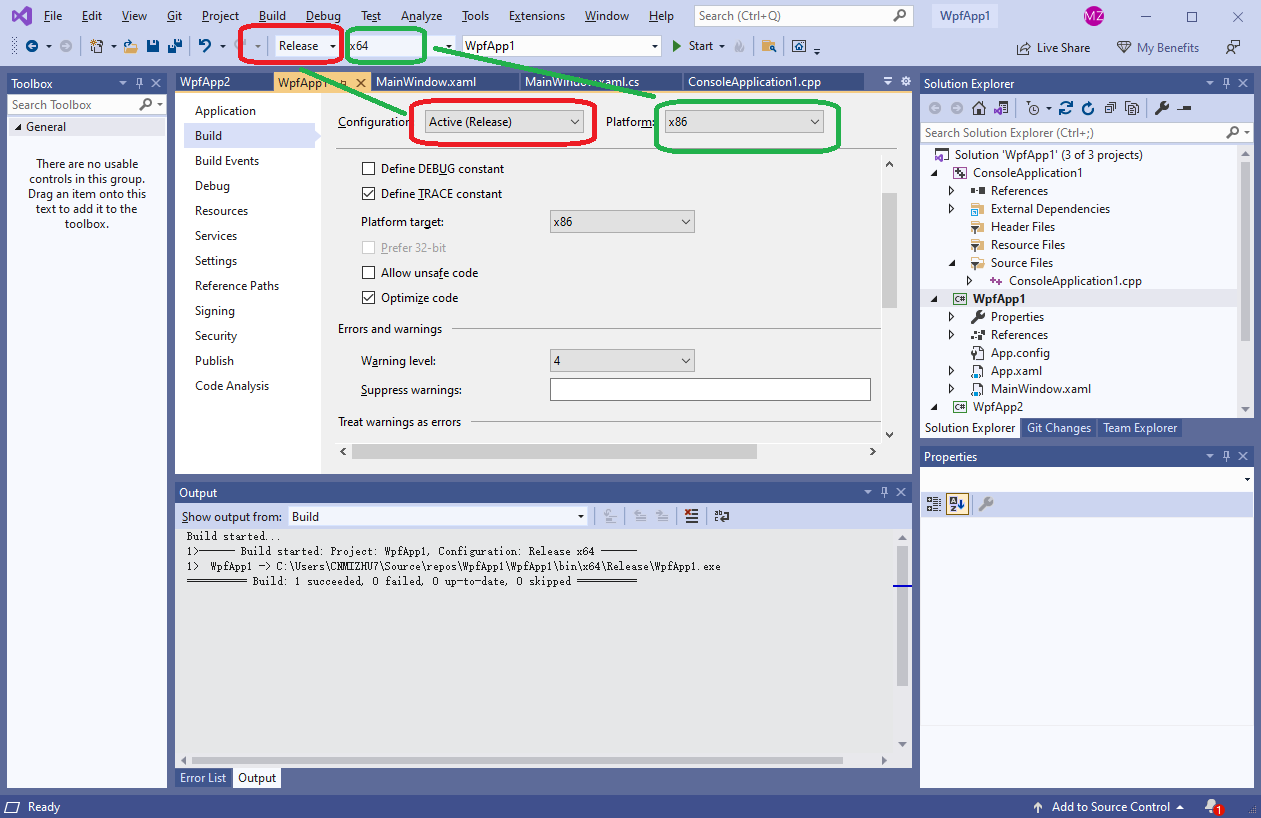 File Edit View Git Project Build Debug Test Analyze Tools Extensions Window Help Search (Ctrl+Q) WpfApp1 MZ
Release x64 WpfApp1 Start Live Share My Benefits
Toolbox
Search Toolbox
General
There are no usable
controls in this group.
Drag an item onto this
text to add it to the
toolbox.
WpfApp2 WpfApp1 MainWindow.xaml MainWindow.xaml.cs ConsoleApplication1.cpp
Application
Build
Build Events
Debug
Resources
Services
Settings
Reference Paths
Signing
Security
Publish
Code Analysis
Configuration: Active (Release) Platform: x86
Define DEBUG constant
Define TRACE constant
Platform target: x86
Prefer 32-bit
Allow unsafe code
Optimize code
Errors and warnings
Warning level: 4
Suppress warnings:
Treat warnings as errors
Output
Show output from: Build
Build started...
1>------ Build started: Project: WpfApp1, Configuration: Release x64 ------
1>  WpfApp1 -> C:\Users\CNMIZHU7\Source\repos\WpfApp1\WpfApp1\bin\x64\Release\WpfApp1.exe
========== Build: 1 succeeded, 0 failed, 0 up-to-date, 0 skipped ==========
Error List Output
Solution Explorer
Search Solution Explorer (Ctrl+;)
Solution 'WpfApp1' (3 of 3 projects)
ConsoleApplication1
References
External Dependencies
Header Files
Resource Files
Source Files
ConsoleApplication1.cpp
C# WpfApp1
Properties
References
App.config
App.xaml
MainWindow.xaml
C# WpfApp2
Solution Explorer Git Changes Team Explorer
Properties
Ready Add to Source Control 1